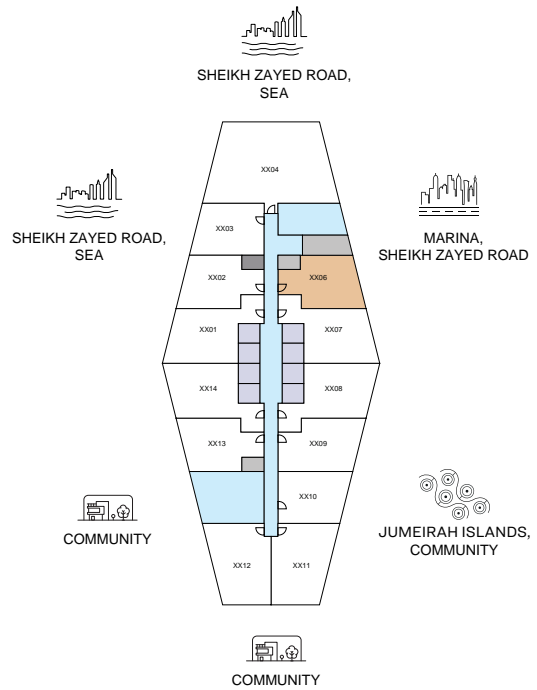 SHEIKH ZAYED ROAD,
SEA
XX04
XX03
SHEIKH ZAYED ROAD,
SEA
MARINA,
SHEIKH ZAYED ROAD
XX02
XX06
XX01
XX07
XX14
XX08
XX13
XX09
XX10
COMMUNITY
JUMEIRAH ISLANDS,
COMMUNITY
XX12
XX11
COMMUNITY